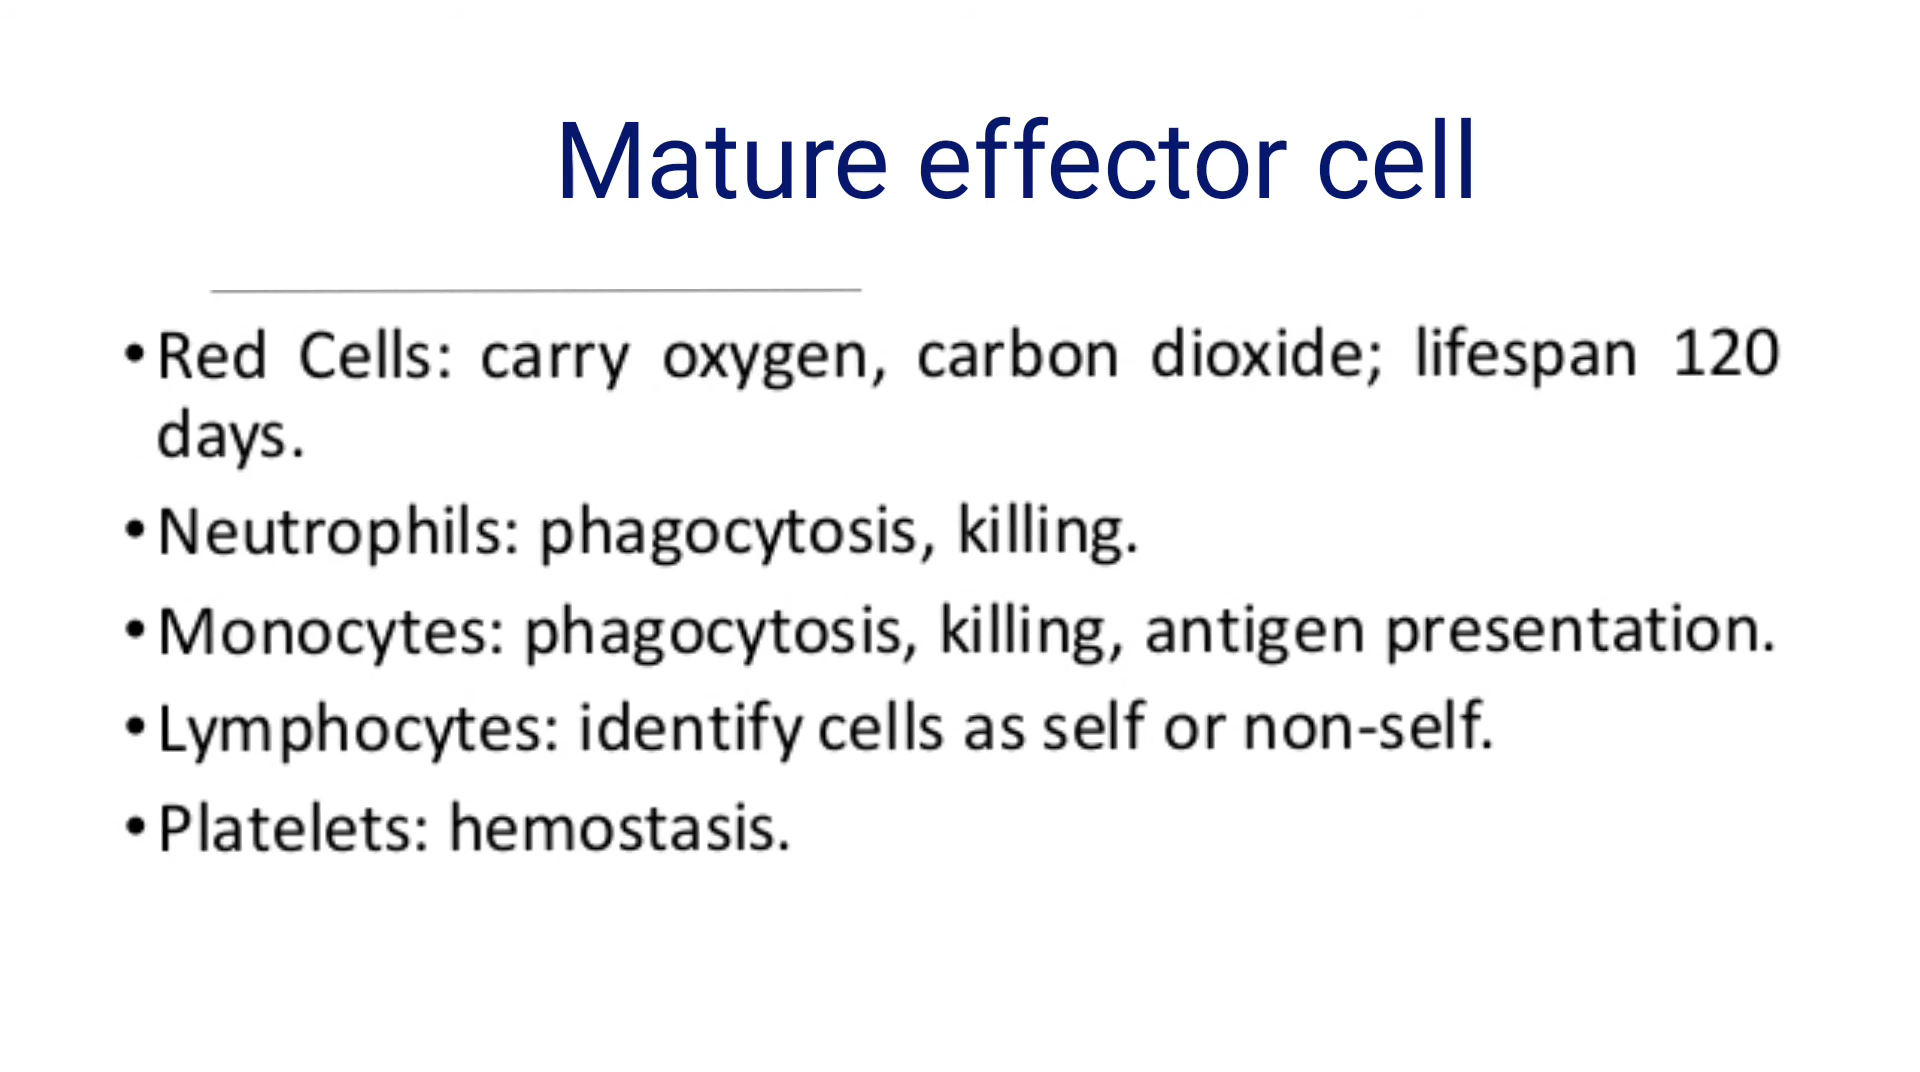 Mature effector cell
•Red Cells: carry oxygen, carbon dioxide; lifespan 120
days.
•Neutrophils: phagocytosis, killing.
•Monocytes: phagocytosis, killing, antigen presentation.
•Lymphocytes: identify cells as self or non-self.
•Platelets: hemostasis.